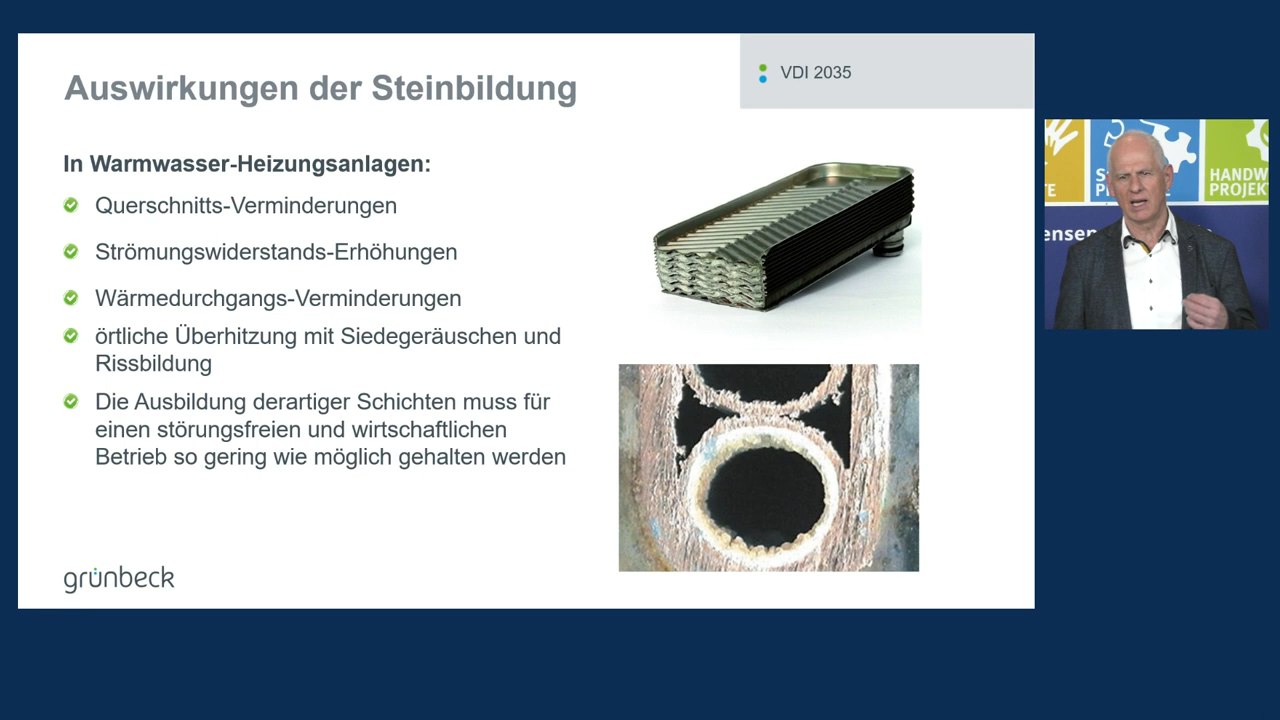 Auswirkungen der Steinbildung
VDI 2035
In Warmwasser-Heizungsanlagen:
Querschnitts-Verminderungen
Strömungswiderstands-Erhöhungen
Wärmedurchgangs-Verminderungen
örtliche Überhitzung mit Siedegeräuschen und
Rissbildung
Die Ausbildung derartiger Schichten muss für
einen störungsfreien und wirtschaftlichen
Betrieb so gering wie möglich gehalten werden
grünbeck
HANDW
PROJEK